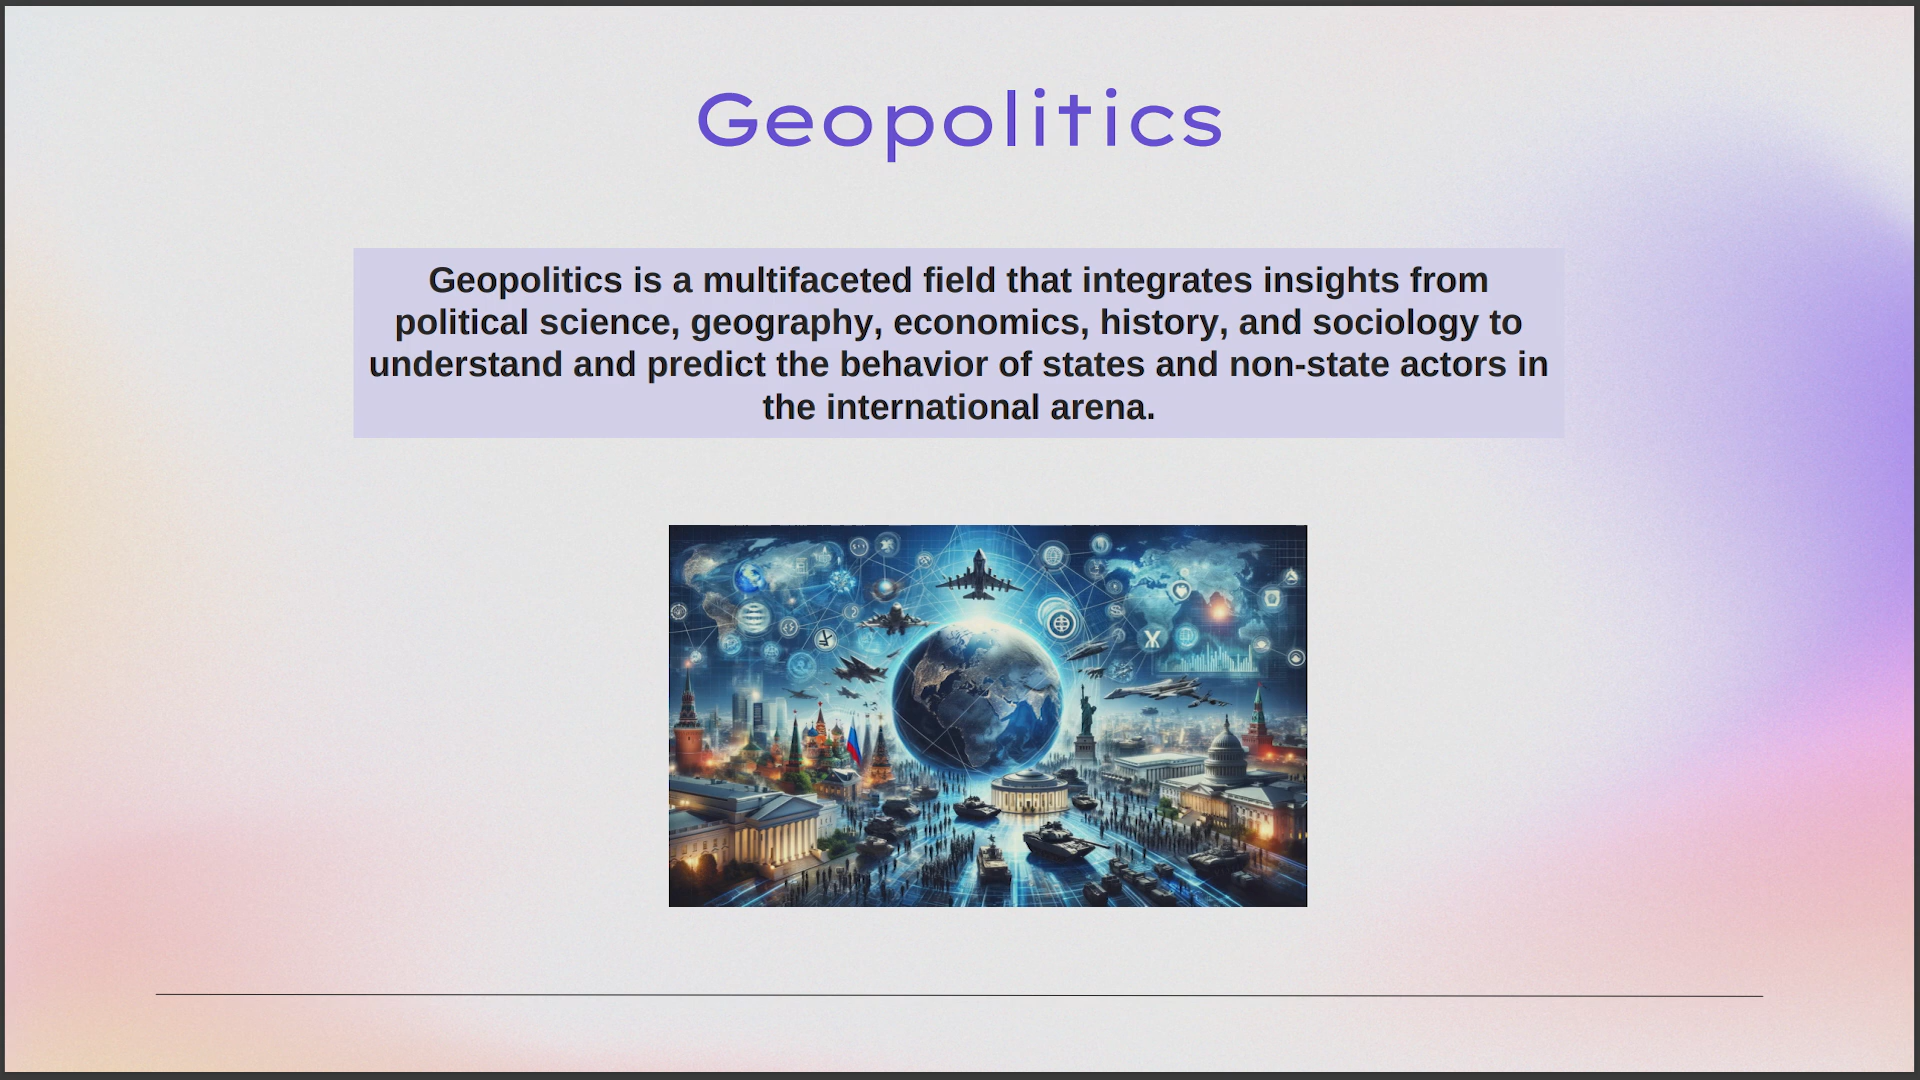 Geopolitics
Geopolitics is a multifaceted field that integrates insights from
political science, geography, economics, history, and sociology to
understand and predict the behavior of states and non-state actors in
the international arena.